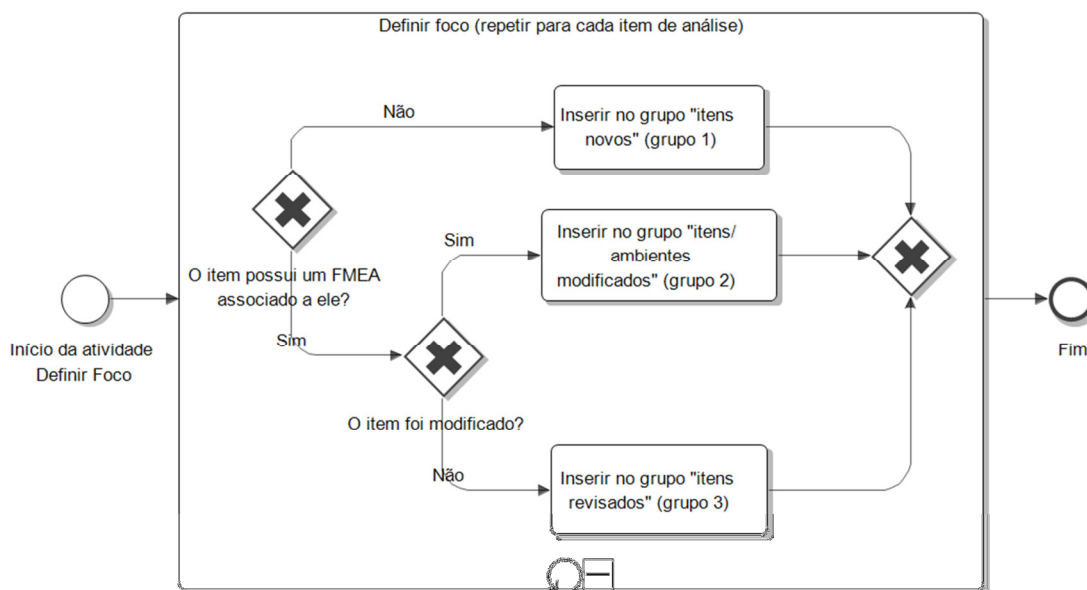 Definir foco (repetir para cada item de análise)
Não
Inserir no grupo "itens
novos" (grupo 1)
Sim
Inserir no grupo "itens/
ambientes
modificados" (grupo 2)
O item possui um FMEA
associado a ele?
Sim
Início da atividade
Definir Foco
Fim
O item foi modificado?
Não
Inserir no grupo "itens
revisados" (grupo 3)